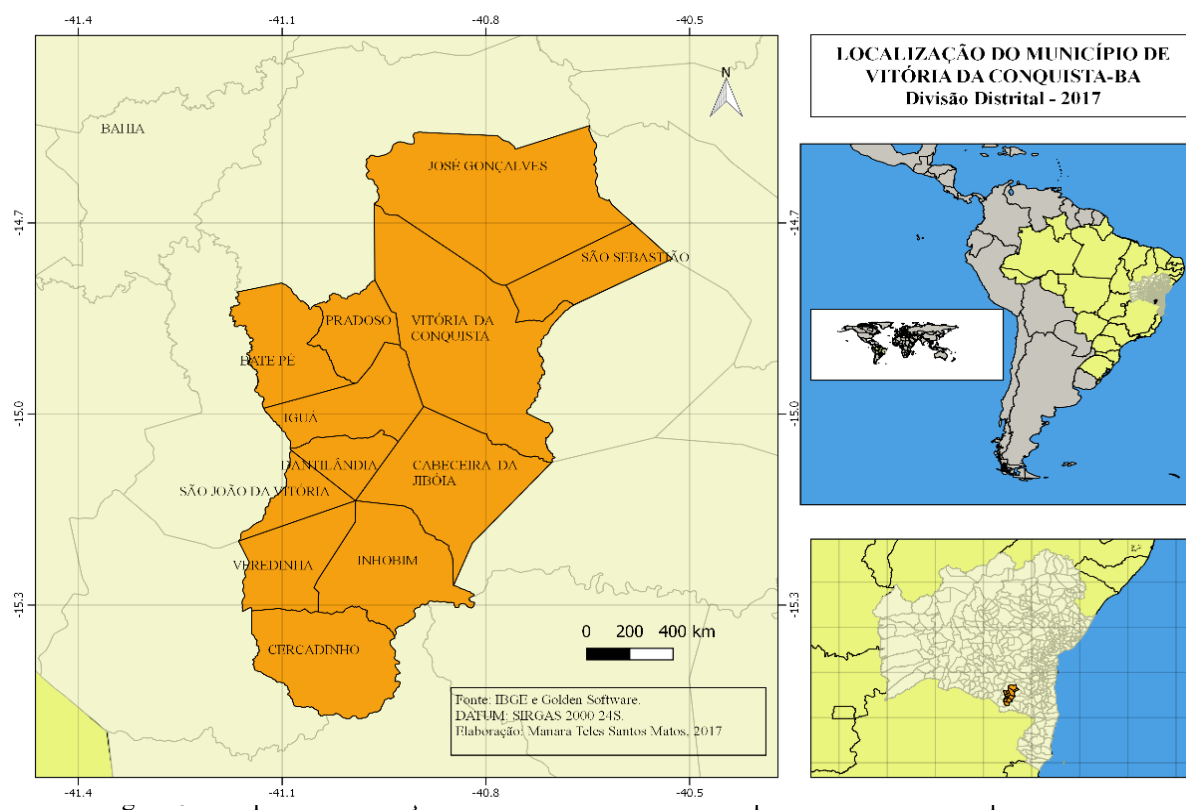 -41.4
-41.1
-40.8
-40.5
LOCALIZAÇÃO DO MUNICÍPIO DE
VITÓRIA DA CONQUISTA-BA
Divisão Distrital - 2017
N
BAHIA
JOSÉ GONÇALVES
-14.7
-14.7
SÃO SEBASTIÃO
PRADOSO
VITÓRIA DA
CONQUISTA
BATE PÉ
-15.0
-15.0
IGUÁ
DANTILÂNDIA
CABECEIRA DA
JIBÓIA
SÃO JOÃO DA VITÓRIA
VEREDINHA
INHOBIM
-15.3
-15.3
CERCADINHO
0 200 400 km
Fonte: IBGE e Golden Software.
DATUM: SIRGAS 2000 24S.
Elaboração: Manara Teles Santos Matos, 2017
-41.4
-41.1
-40.8
-40.5